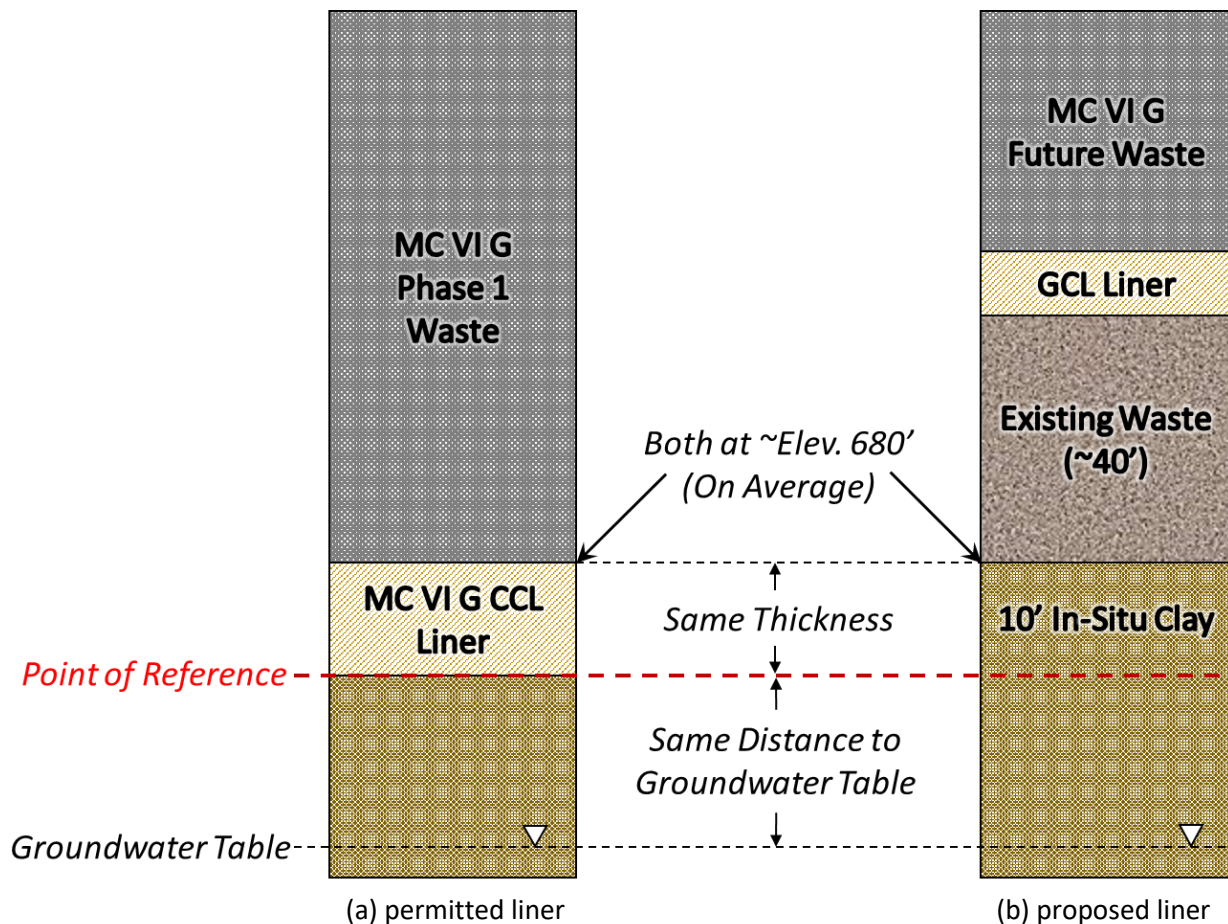 MC VI G
Phase 1
Waste
MC VI G
Future Waste
GCL Liner
Existing Waste
(~40’)
Both at ~Elev. 680’
(On Average)
MC VI G CCL
Liner
Same Thickness
10’ In-Situ Clay
Point of Reference
Same Distance to
Groundwater Table
Groundwater Table
(a) permitted liner
(b) proposed liner